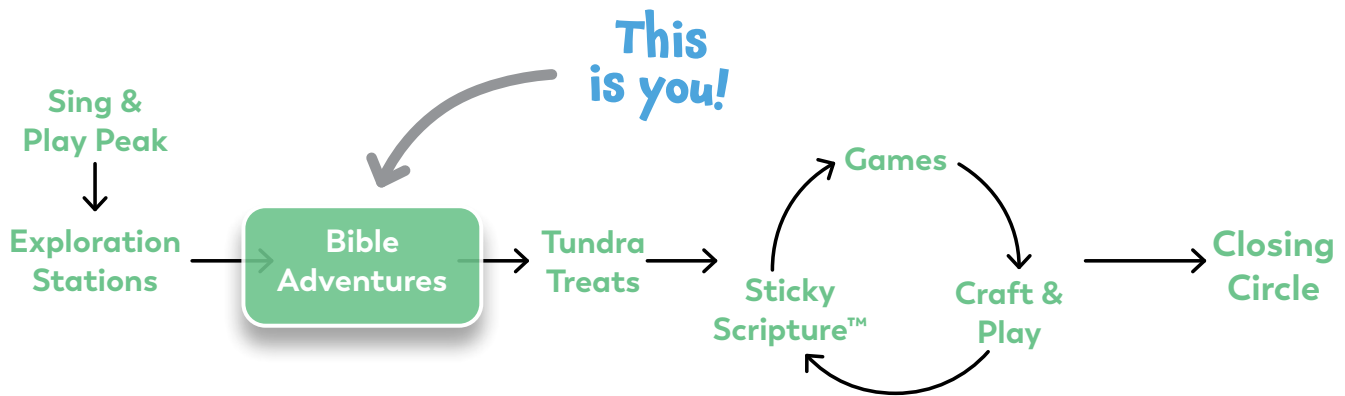 This
is you!
Sing &
Play Peak
Exploration
Stations
Bible
Adventures
Tundra
Treats
Sticky
Scripture™
Games
Craft &
Play
Closing
Circle